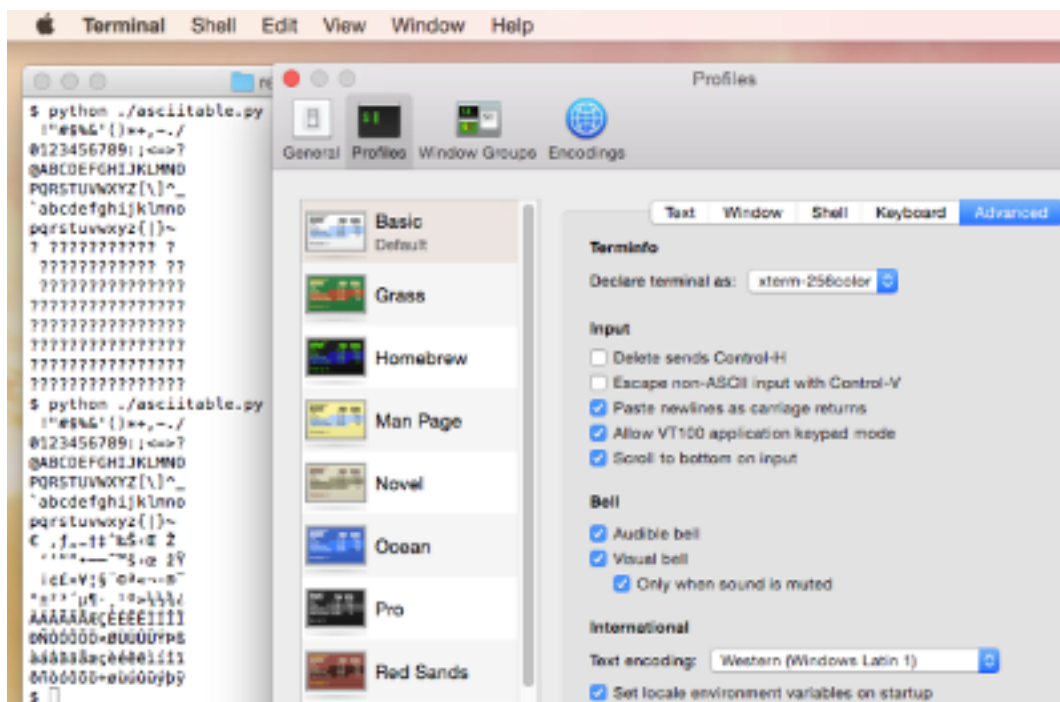 Terminal Shell Edit View Window Help
re
Profiles
$ python ./asciitable.py
!"#$%&'()*+,-./
0123456789:;<=>?
@ABCDEFGHIJKLMNO
PQRSTUVWXYZ[\]^_
`abcdefghijklmno
pqrstuvwxyz{|}~
? ??????????? ?
???????????? ??
???????????????
????????????????
????????????????
????????????????
????????????????
????????????????
$ python ./asciitable.py
!"#$%&'()*+,-./
0123456789:;<=>?
@ABCDEFGHIJKLMNO
PQRSTUVWXYZ[\]^_
`abcdefghijklmno
pqrstuvwxyz{|}~
ÀÁÂÃÄÅÆÇÈÉÊËÌÍÎÏ
ÐÑÒÓÔÕÖ×ØÙÚÛÜÝÞß
àáâãäåæçèéêëìíîï
ðñòóôõö÷øùúûüýþÿ
$
General Profiles Window Groups Encodings
Basic
Default
Grass
Homebrew
Man Page
Novel
Ocean
Pro
Red Sands
Text Window Shell Keyboard Advanced
Terminfo
Declare terminal as: xterm-256color
Input
Delete sends Control-H
Escape non-ASCII input with Control-V
Paste newlines as carriage returns
Allow VT100 application keypad mode
Scroll to bottom on input
Bell
Audible bell
Visual bell
Only when sound is muted
International
Text encoding: Western (Windows Latin 1)
Set locale environment variables on startup